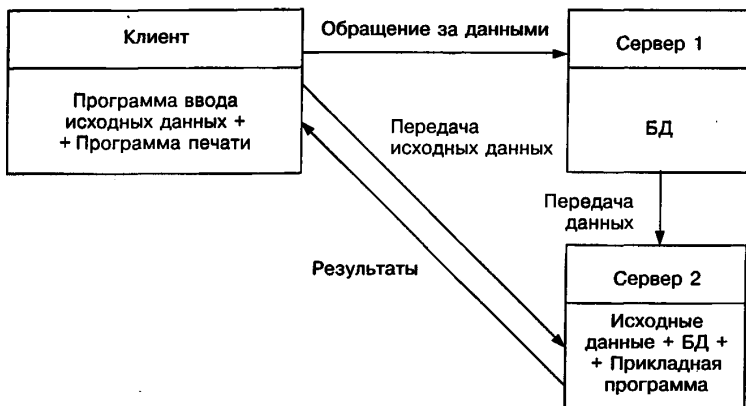 Клиент
Программа ввода
исходных данных +
+ Программа печати
Обращение за данными
Сервер 1
БД
Передача
исходных данных
Передача
данных
Результаты
Сервер 2
Исходные
данные + БД +
+ Прикладная
программа